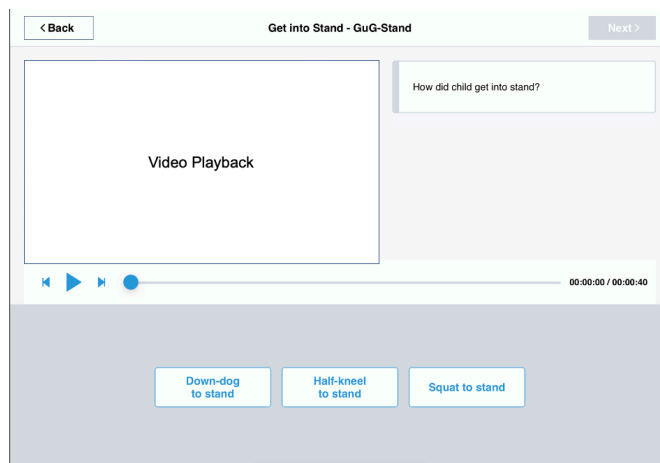 < Back
Get into Stand - GuG-Stand
Next >
How did child get into stand?
Video Playback
00:00:00 / 00:00:40
Down-dog
to stand
Half-kneel
to stand
Squat to stand